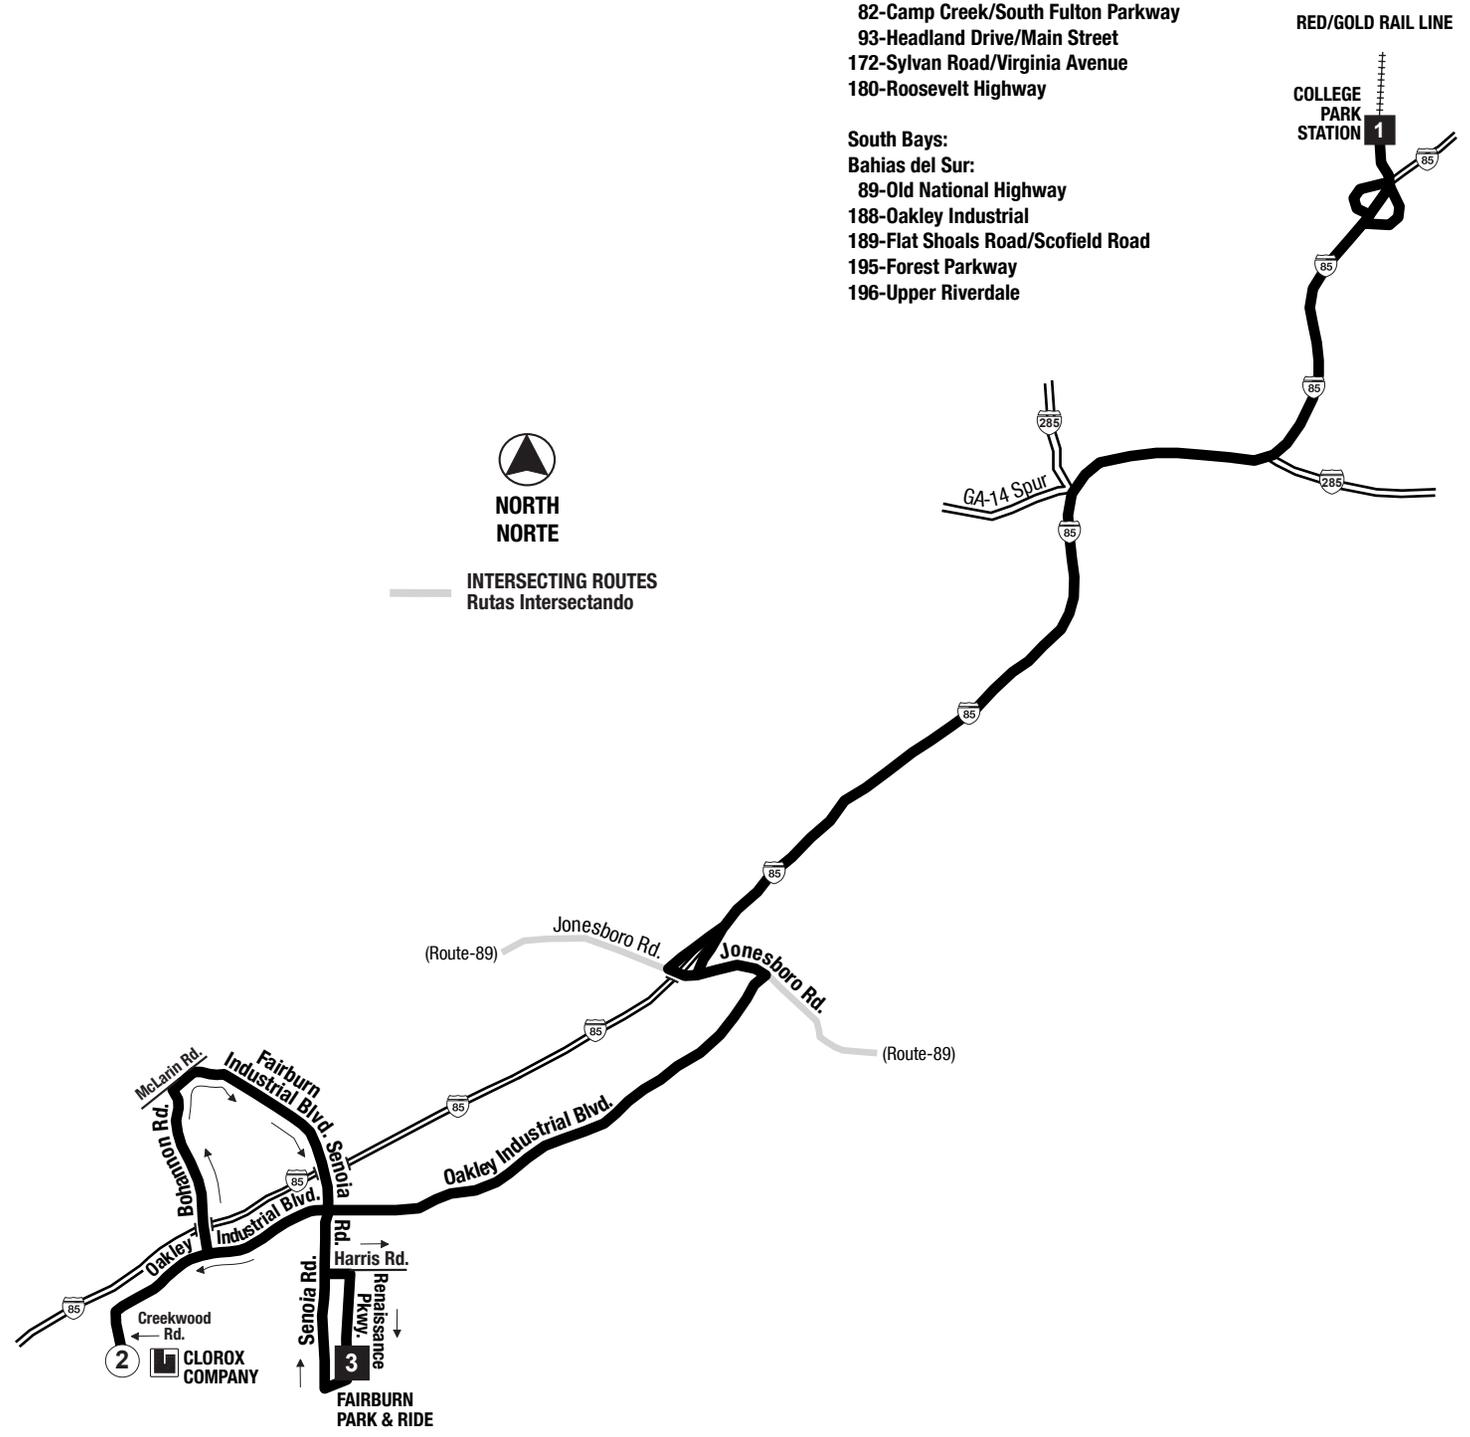 82-Camp Creek/South Fulton Parkway
93-Headland Drive/Main Street
172-Sylvan Road/Virginia Avenue
180-Roosevelt Highway
South Bays:
Bahias del Sur:
89-Old National Highway
188-Oakley Industrial
189-Flat Shoals Road/Scofield Road
195-Forest Parkway
196-Upper Riverdale
RED/GOLD RAIL LINE
COLLEGE
PARK
STATION
1
85
85
85
285
GA-14 Spur
285
85
NORTH
NORTE
INTERSECTING ROUTES
Rutas Intersectando
85
85
Jonesboro Rd.
(Route-89)
Jonesboro Rd.
(Route-89)
85
85
Oakley Industrial Blvd.
McLarin Rd.
Fairburn
Industrial Blvd.
Senoia
Rd.
Bohannon Rd.
85
Oakley
Industrial Blvd.
Harris Rd.
Senoia Rd.
Renaissance
Pkwy.
85
Creekwood
Rd.
2
CLOROX
COMPANY
3
FAIRBURN
PARK & RIDE